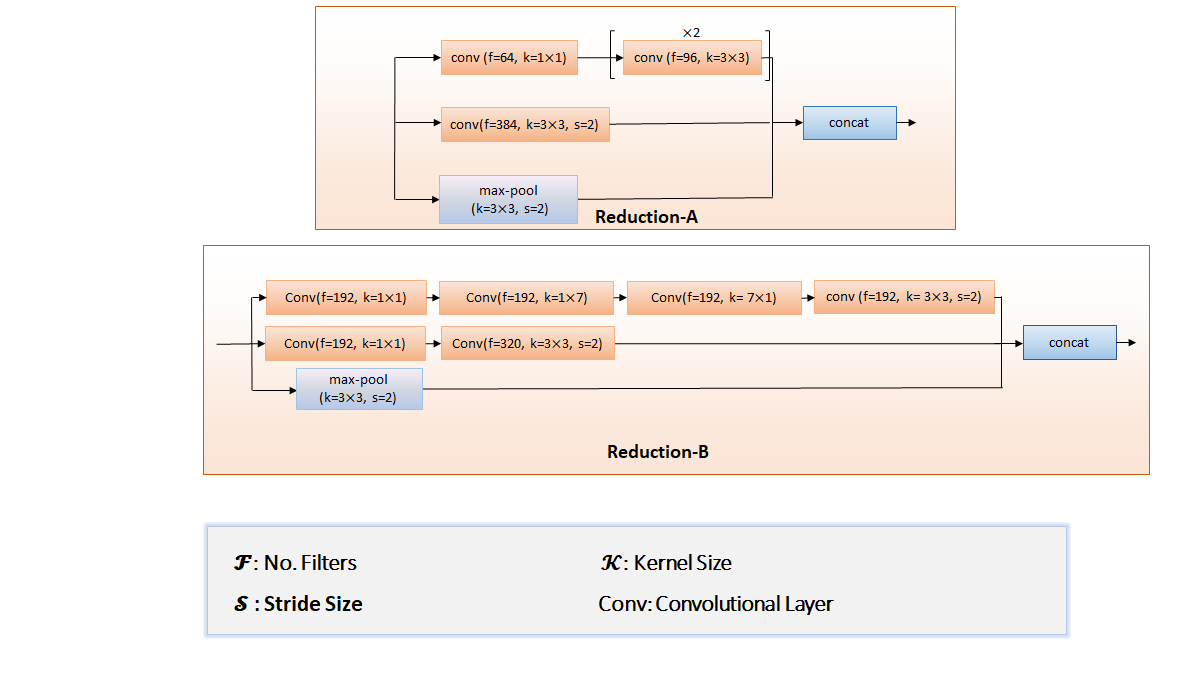 ×2
conv (f=64, k=1×1)
conv (f=96, k=3×3)
conv(f=384, k=3×3, s=2)
concat
max-pool
(k=3×3, s=2)
Reduction-A
Conv(f=192, k=1×1)
Conv(f=192, k=1×7)
Conv(f=192, k= 7×1)
conv (f=192, k= 3×3, s=2)
Conv(f=192, k=1×1)
Conv(f=320, k=3×3, s=2)
concat
max-pool
(k=3×3, s=2)
Reduction-B
𝓕: No. Filters
𝓚: Kernel Size
𝓢 : Stride Size
Conv: Convolutional Layer